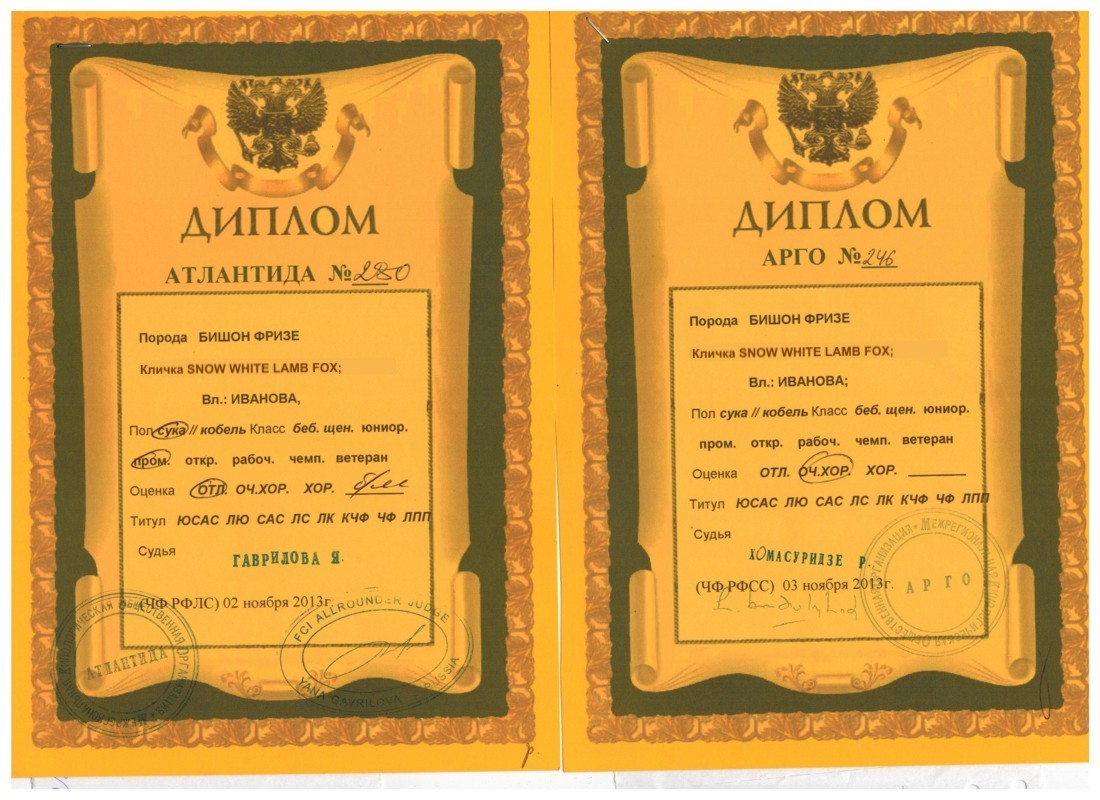 ДИПЛОМ
АТЛАНТИДА № 280
Порода БИШОН ФРИЗЕ
Кличка SNOW WHITE LAMB FOX;
Вл.: ИВАНОВА,
Пол сука // кобель Класс беб. щен. юниор.
пром. откр. рабоч. чемп. ветеран
Оценка ОТЛ. ОЧ.ХОР. ХОР.
Титул ЮСАС ЛЮ САС ЛС ЛК КЧФ ЧФ ЛПП
Судья
ГАВРИЛОВА Я.
(ЧФ РФЛС) 02 ноября 2013г.
АТЛАНТИДА
FCI ALLROUNDER JUDGE
YANA GAVRILOVA RUSSIA
ДИПЛОМ
АРГО № 246
Порода БИШОН ФРИЗЕ
Кличка SNOW WHITE LAMB FOX;
Вл.: ИВАНОВА;
Пол сука // кобель Класс беб. щен. юниор.
пром. откр. рабоч. чемп. ветеран
Оценка ОТЛ. ОЧ.ХОР. ХОР.
Титул ЮСАС ЛЮ САС ЛС ЛК КЧФ ЧФ ЛПП
Судья
ХОМАСУРИДЗЕ Р.
(ЧФ РФСС) 03 ноября 2013г.
АРГО